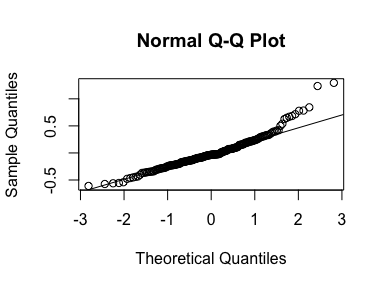 Normal Q-Q Plot
Sample Quantiles
0.5
-0.5
-3 -2 -1 0 1 2 3
Theoretical Quantiles